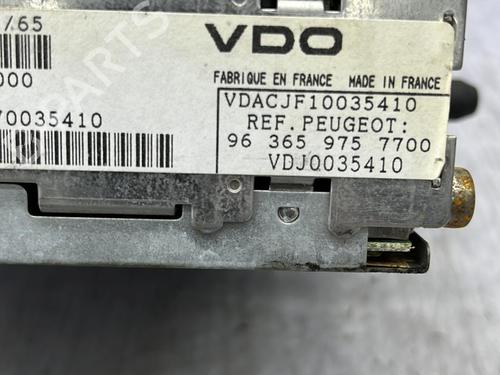 /65
VDO
000
FABRIQUE EN FRANCE MADE IN FRANCE
VDACJF10035410
70035410
REF. PEUGEOT:
96 365 975 7700
VDJ0035410